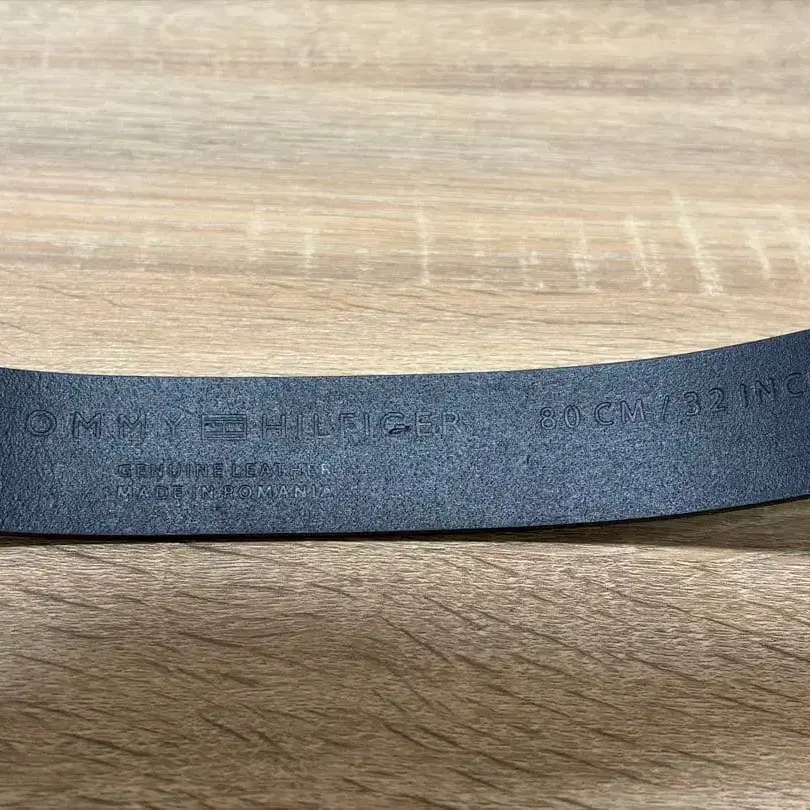 OMMY HILFIGER
80 CM / 32 INC
GENUINE LEATHER
MADE IN ROMANIA